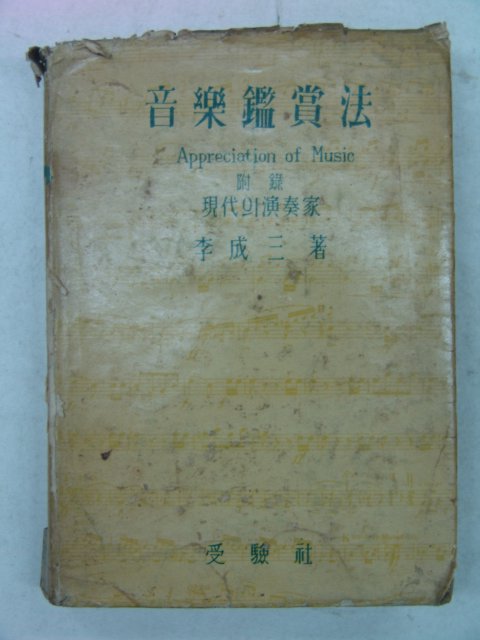 音樂鑑賞法
Appreciation of Music
附錄
現代의演奏家
李成三 著
受驗社